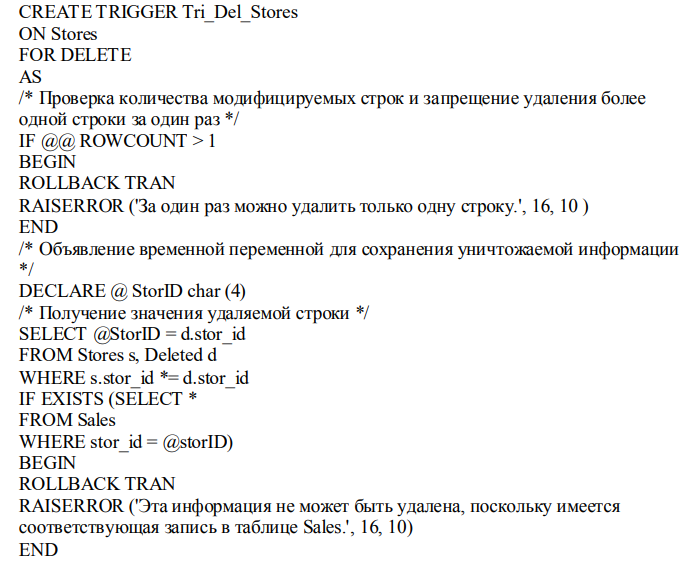 CREATE TRIGGER Tri_Del_Stores
ON Stores
FOR DELETE
AS
/* Проверка количества модифицируемых строк и запрещение удаления более
одной строки за один раз */
IF @@ ROWCOUNT > 1
BEGIN
ROLLBACK TRAN
RAISERROR ('За один раз можно удалить только одну строку.', 16, 10 )
END
/* Объявление временной переменной для сохранения уничтожаемой информации
*/
DECLARE @ StorID char (4)
/* Получение значения удаляемой строки */
SELECT @StorID = d.stor_id
FROM Stores s, Deleted d
WHERE s.stor_id *= d.stor_id
IF EXISTS (SELECT *
FROM Sales
WHERE stor_id = @storID)
BEGIN
ROLLBACK TRAN
RAISERROR ('Эта информация не может быть удалена, поскольку имеется
соответствующая запись в таблице Sales.', 16, 10)
END